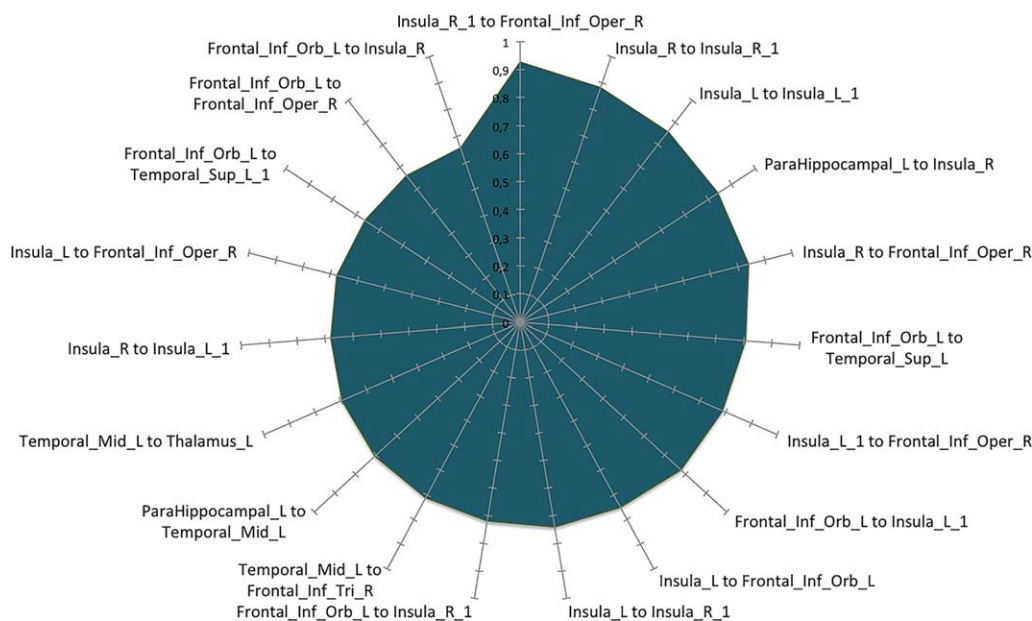 Insula_R_1 to Frontal_Inf_Oper_R
Frontal_Inf_Orb_L to Insula_R
Insula_R to Insula_R_1
Frontal_Inf_Orb_L to
Frontal_Inf_Oper_R
Insula_L to Insula_L_1
Frontal_Inf_Orb_L to
Temporal_Sup_L_1
ParaHippocampal_L to Insula_R
Insula_L to Frontal_Inf_Oper_R
Insula_R to Frontal_Inf_Oper_R
Insula_R to Insula_L_1
Frontal_Inf_Orb_L to
Temporal_Sup_L
Temporal_Mid_L to Thalamus_L
Insula_L_1 to Frontal_Inf_Oper_R
ParaHippocampal_L to
Temporal_Mid_L
Frontal_Inf_Orb_L to Insula_L_1
Temporal_Mid_L to
Frontal_Inf_Tri_R
Insula_L to Frontal_Inf_Orb_L
Frontal_Inf_Orb_L to Insula_R_1
Insula_L to Insula_R_1
1
0,9
0,8
0,7
0,6
0,5
0,4
0,3
0,2
0,1
0